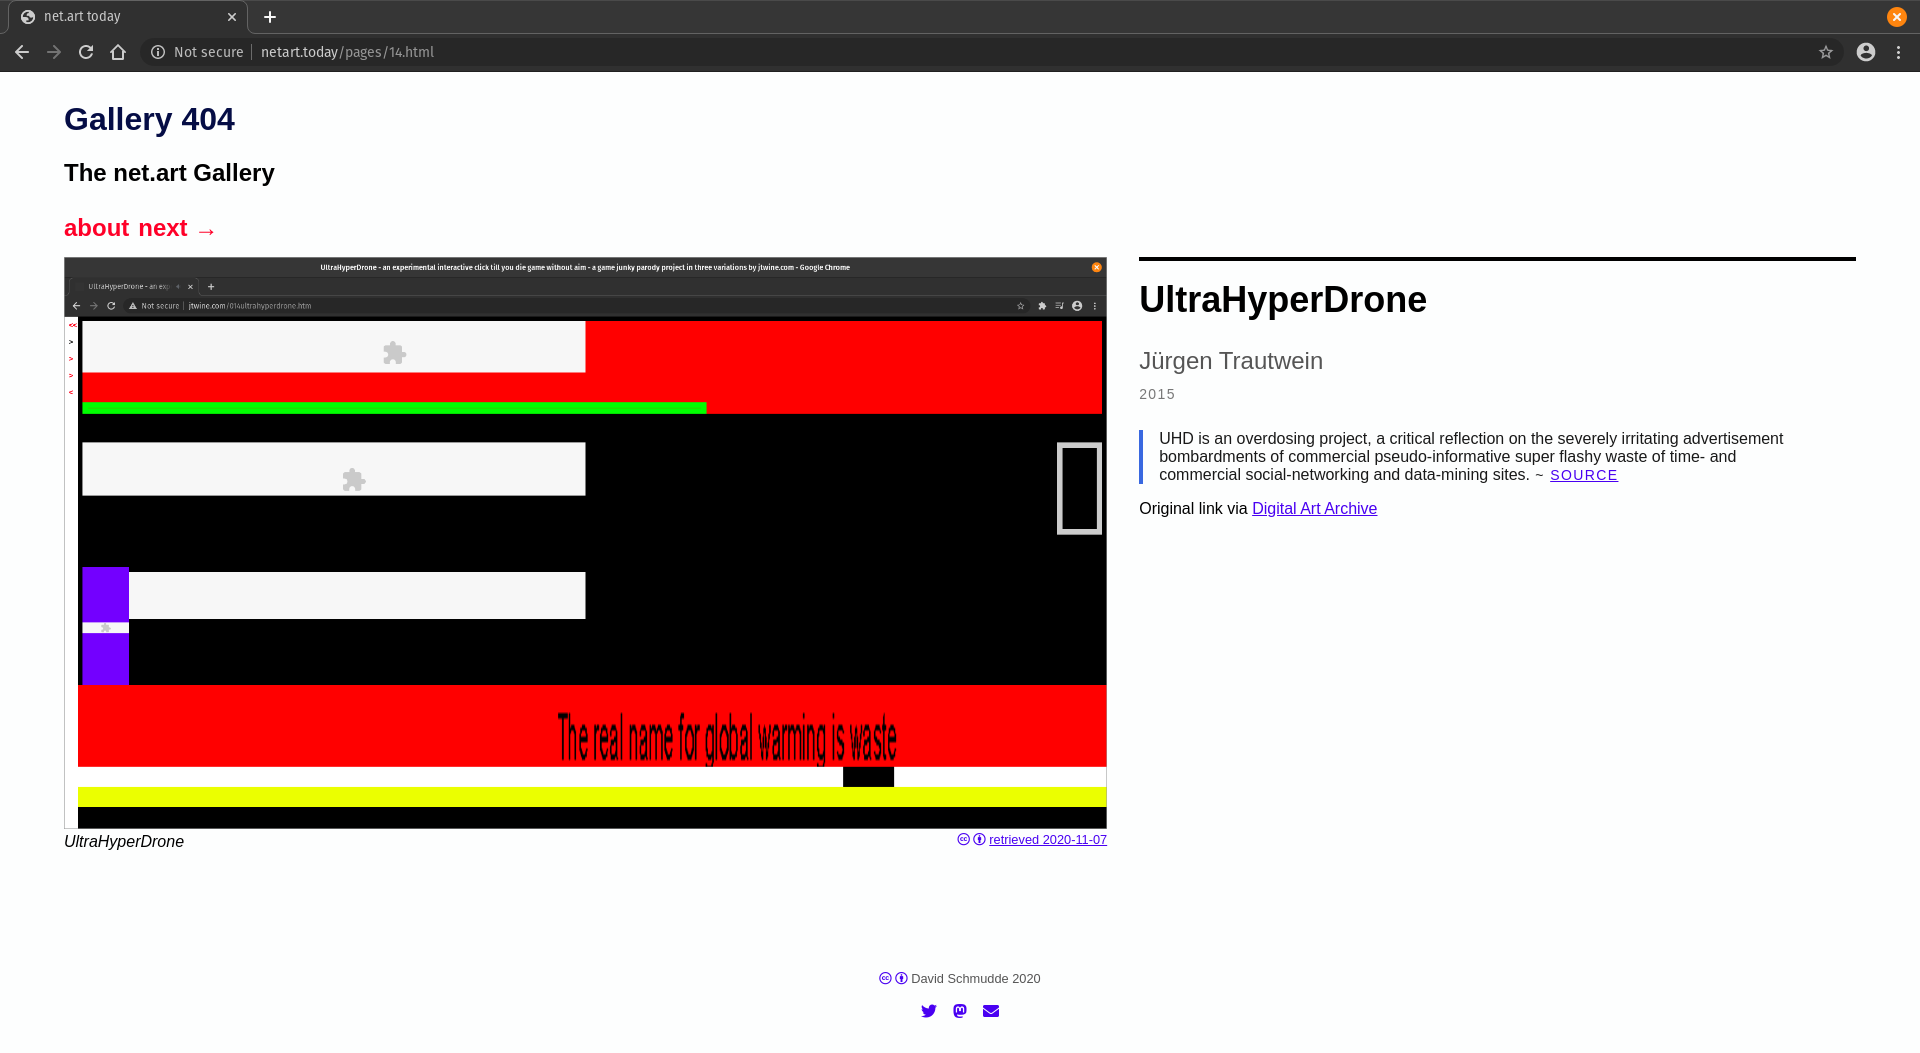 net.art today
Not secure | netart.today/pages/14.html
Gallery 404
The net.art Gallery
about next →
UltraHyperDrone - an experimental interactive click till you die game without aim - a game junky parody project in three variations by jtwine.com - Google Chrome
UltraHyperDrone - an exp
Not secure | jtwine.com/014ultrahyperdrone.htm
<<
>
>
>
<
The real name for global warming is waste
UltraHyperDrone
retrieved 2020-11-07
UltraHyperDrone
Jürgen Trautwein
2015
UHD is an overdosing project, a critical reflection on the severely irritating advertisement
bombardments of commercial pseudo-informative super flashy waste of time- and
commercial social-networking and data-mining sites. ~ SOURCE
Original link via Digital Art Archive
David Schmudde 2020